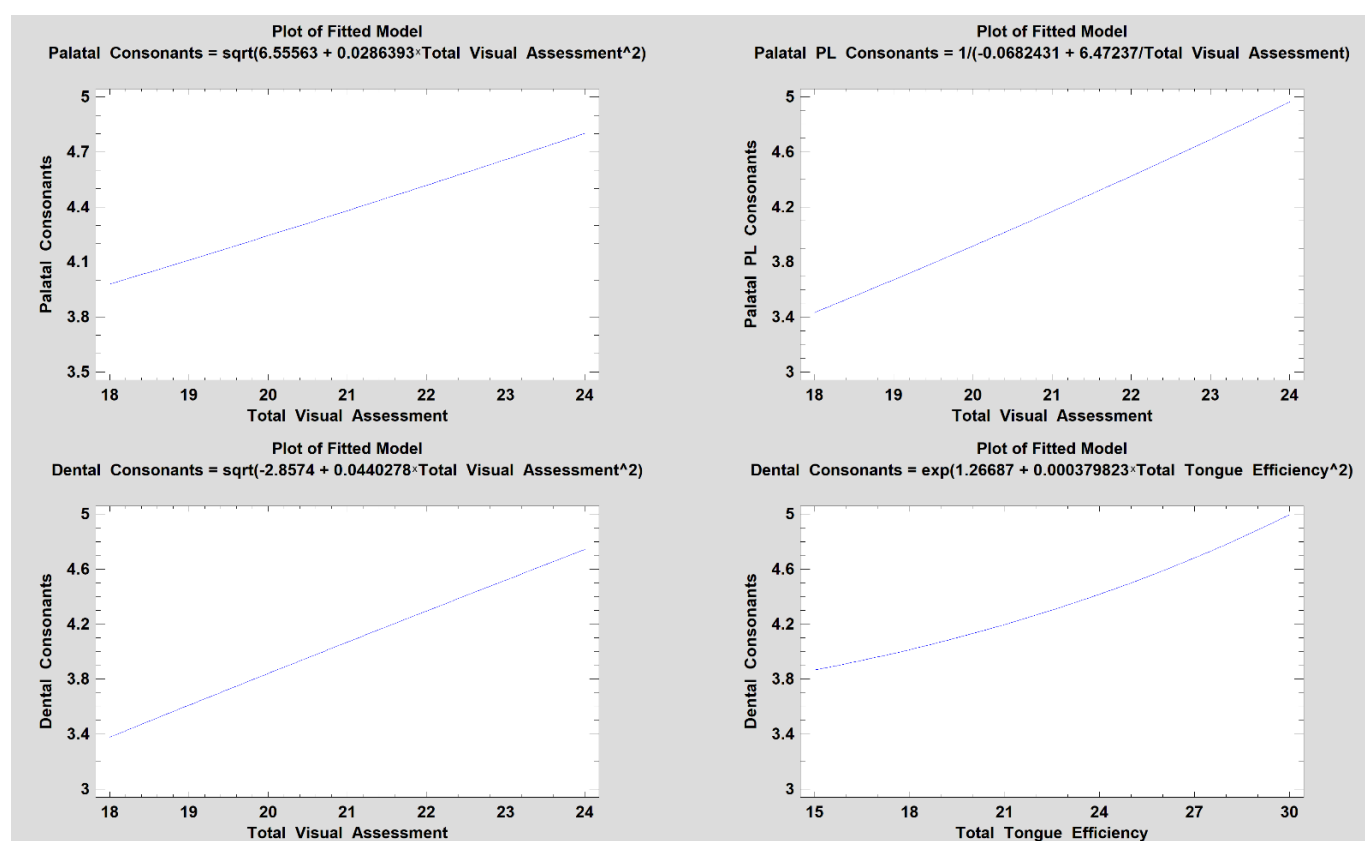 Plot of Fitted Model
Palatal Consonants = sqrt(6.55563 + 0.0286393×Total Visual Assessment^2)
5
4.7
4.4
4.1
3.8
3.5
Palatal Consonants
18 19 20 21 22 23 24
Total Visual Assessment
Plot of Fitted Model
Palatal PL Consonants = 1/(-0.0682431 + 6.47237/Total Visual Assessment)
5
4.6
4.2
3.8
3.4
3
Palatal PL Consonants
18 19 20 21 22 23 24
Total Visual Assessment
Plot of Fitted Model
Dental Consonants = sqrt(-2.8574 + 0.0440278×Total Visual Assessment^2)
5
4.6
4.2
3.8
3.4
3
Dental Consonants
18 19 20 21 22 23 24
Total Visual Assessment
Plot of Fitted Model
Dental Consonants = exp(1.26687 + 0.000379823×Total Tongue Efficiency^2)
5
4.6
4.2
3.8
3.4
3
Dental Consonants
15 18 21 24 27 30
Total Tongue Efficiency